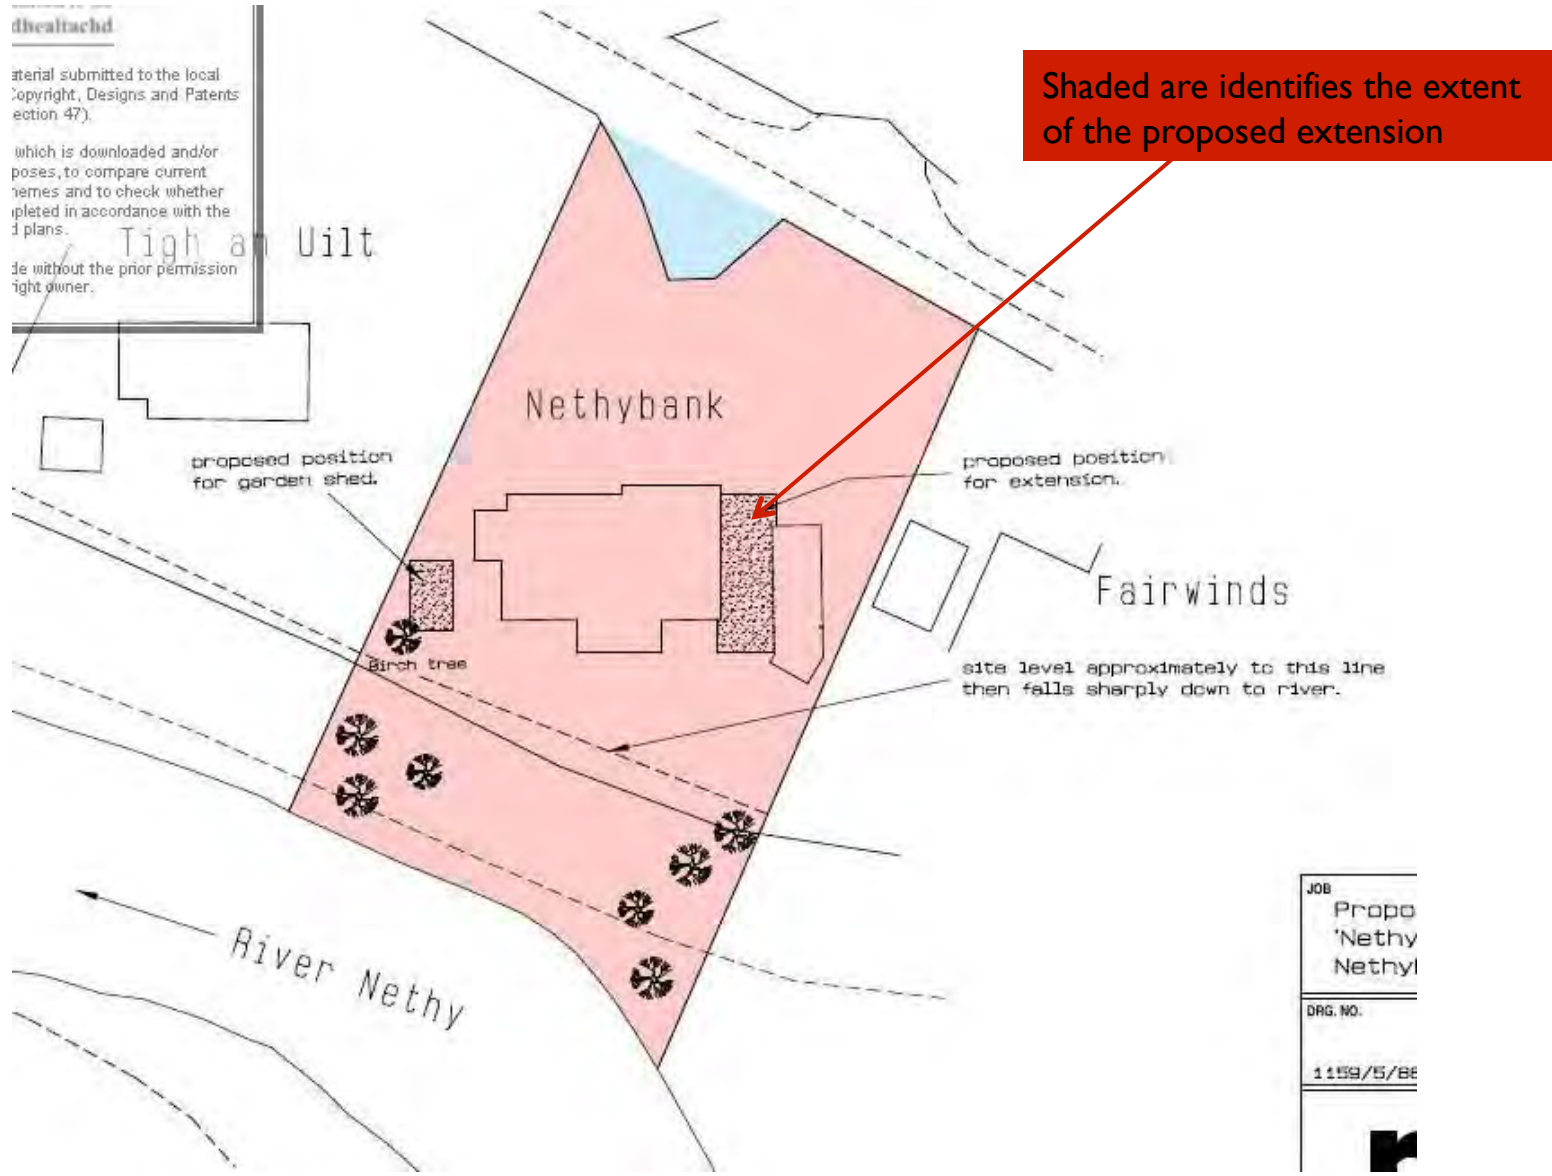 dhealtachd
aterial submitted to the local
Copyright, Designs and Patents
ection 47).
which is downloaded and/or
poses, to compare current
hemes and to check whether
pleted in accordance with the
d plans.
de without the prior permission
right owner.
Shaded are identifies the extent
of the proposed extension
Tigh an Uilt
Nethybank
proposed position
for garden shed.
proposed position
for extension.
Fairwinds
Birch tree
site level approximately to this line
then falls sharply down to river.
River Nethy
JOB
Propo
'Nethy
Nethy
DRG. NO.
1159/5/